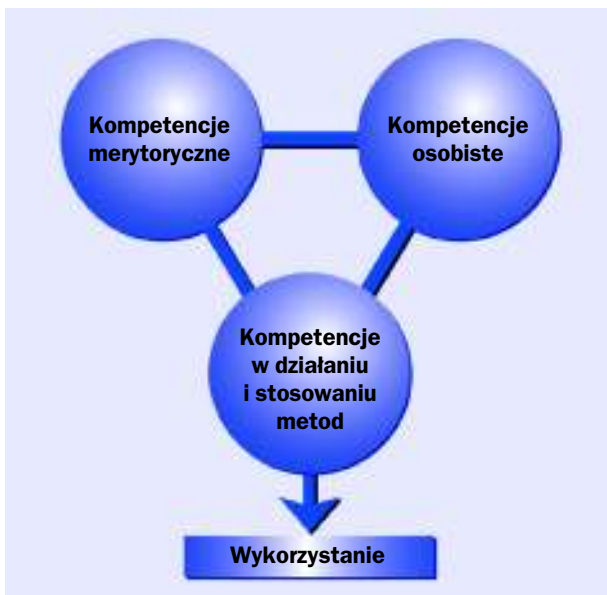 Kompetencje
merytoryczne
Kompetencje
osobiste
Kompetencje
w działaniu
i stosowaniu
metod
Wykorzystanie